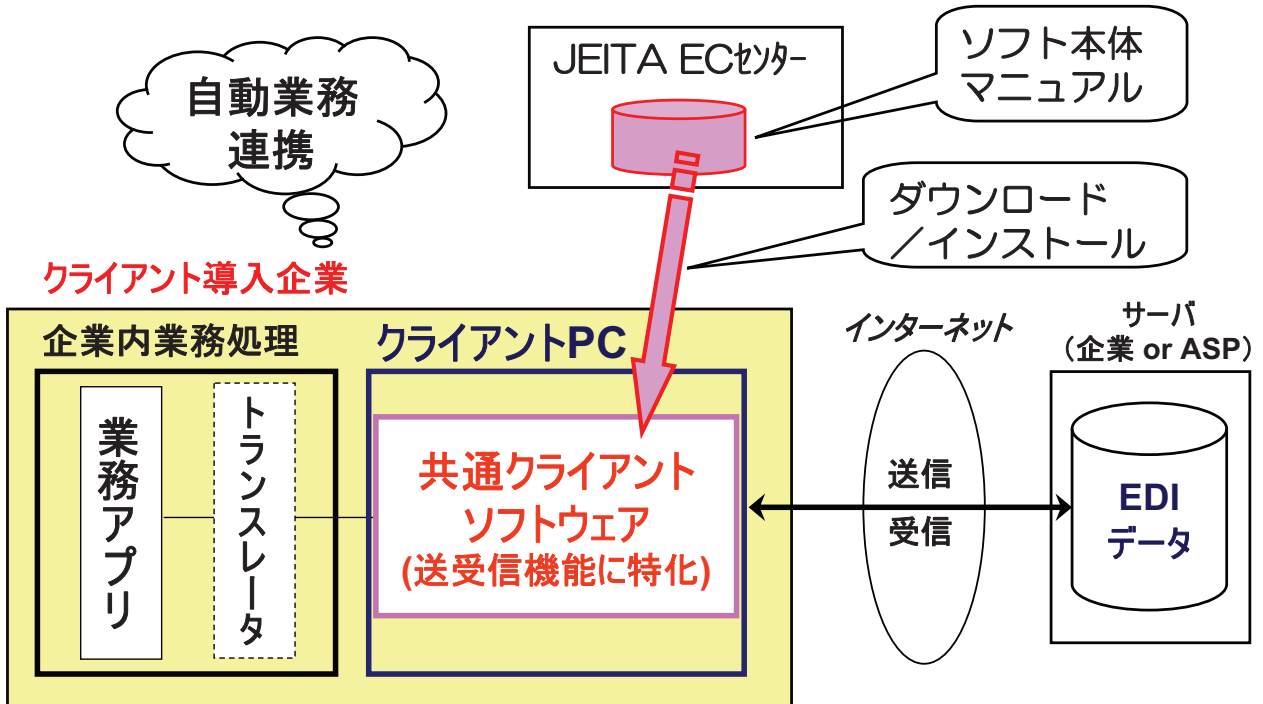 自動業務
連携
JEITA ECセンター
ソフト本体
マニュアル
ダウンロード
／インストール
クライアント導入企業
企業内業務処理
業務アプリ
トランスレータ
クライアントPC
共通クライアント
ソフトウェア
(送受信機能に特化)
インターネット
送信
受信
サーバ
（企業 or ASP）
EDI
データ